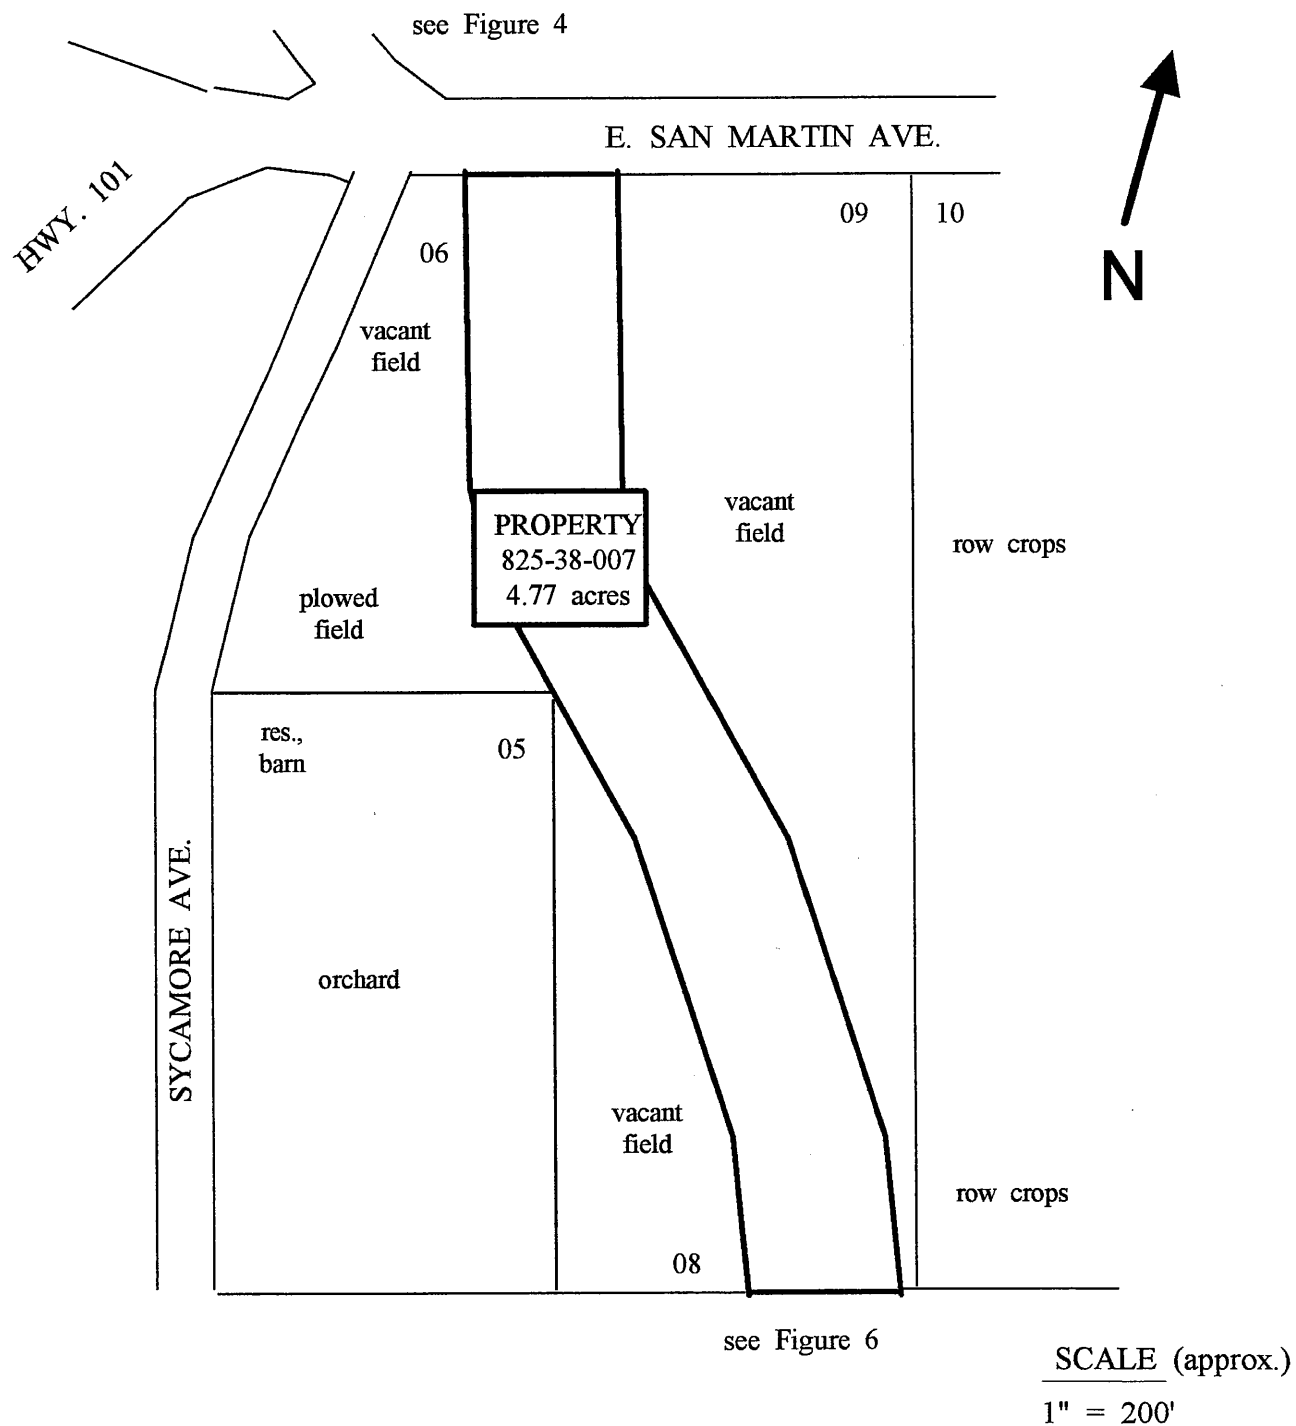 see Figure 4
E. SAN MARTIN AVE.
HWY. 101
N
06
09
10
vacant
field
PROPERTY
825-38-007
4.77 acres
vacant
field
row crops
plowed
field
res.,
barn
05
SYCAMORE AVE.
orchard
vacant
field
row crops
08
see Figure 6
SCALE (approx.)
1" = 200'